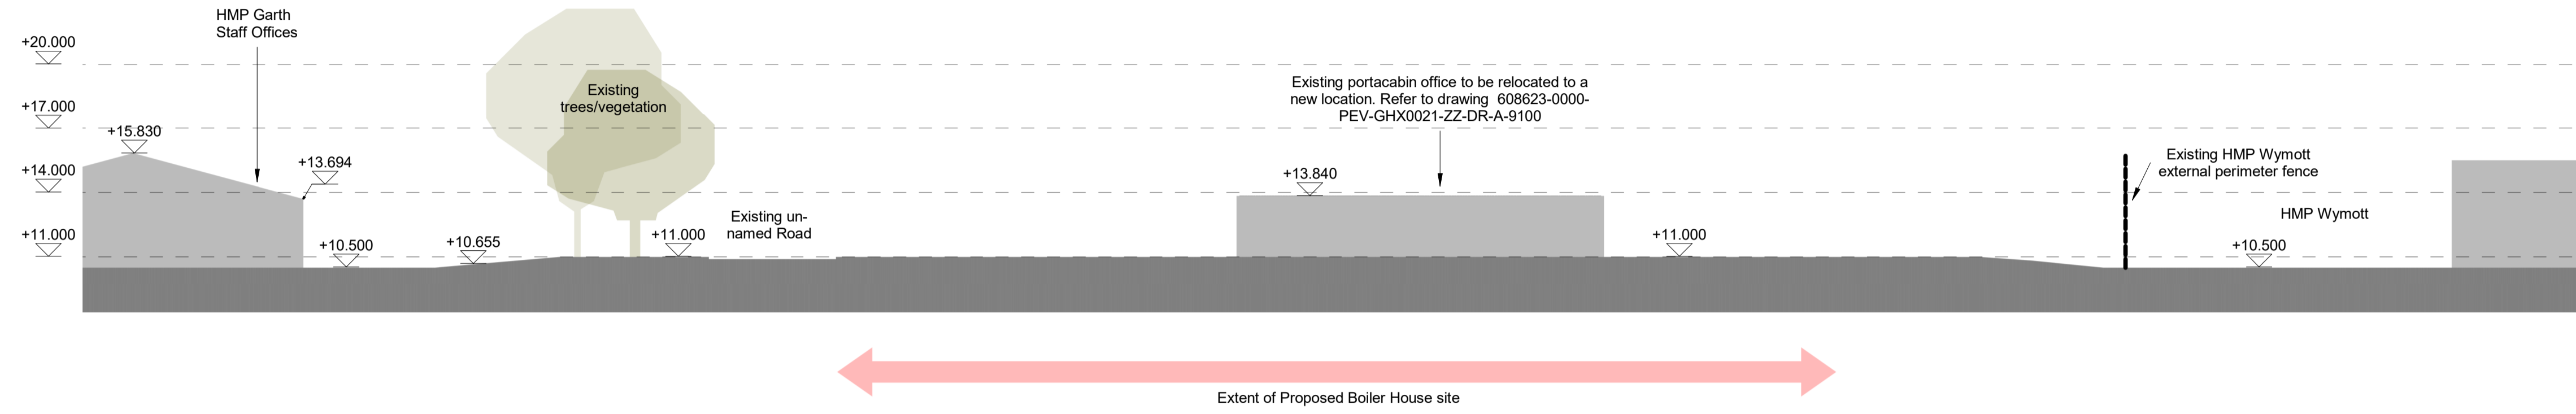 HMP Garth
Staff Offices
+20.000
+17.000
+15.830
+13.694
+14.000
+11.000
+10.500
+10.655
Existing
trees/vegetation
+11.000
Existing un-
named Road
Existing portacabin office to be relocated to a
new location. Refer to drawing 608623-0000-
PEV-GHX0021-ZZ-DR-A-9100
+13.840
+11.000
Existing HMP Wymott
external perimeter fence
HMP Wymott
+10.500
Extent of Proposed Boiler House site